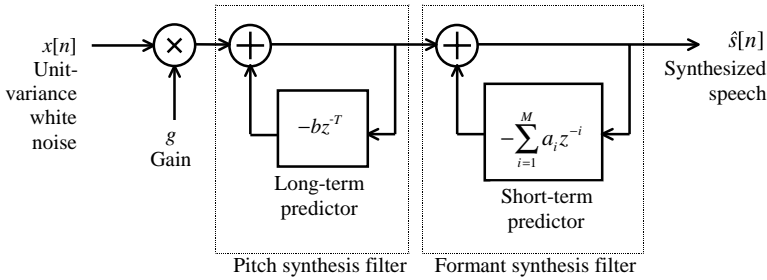 x[n]
Unit-
variance
white
noise
×
g
Gain
+
−bz^{-T}
Long-term
predictor
Pitch synthesis filter
+
−∑_{i=1}^{M} a_i z^{−i}
Short-term
predictor
Formant synthesis filter
ŝ[n]
Synthesized
speech